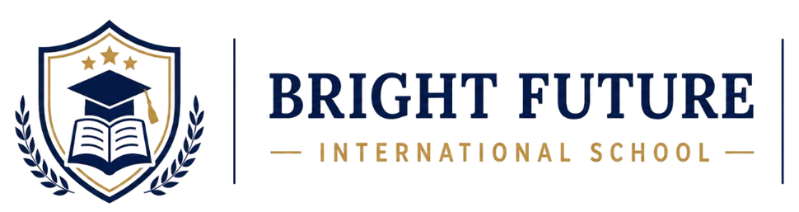 BRIGHT FUTURE
INTERNATIONAL SCHOOL